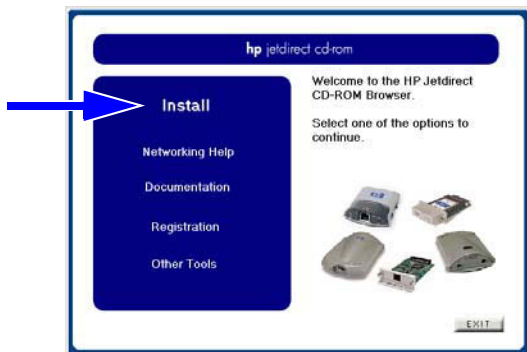 hp jetdirect cd-rom
Install
Networking Help
Documentation
Registration
Other Tools
Welcome to the HP Jetdirect
CD-ROM Browser.
Select one of the options to
continue.
EXIT